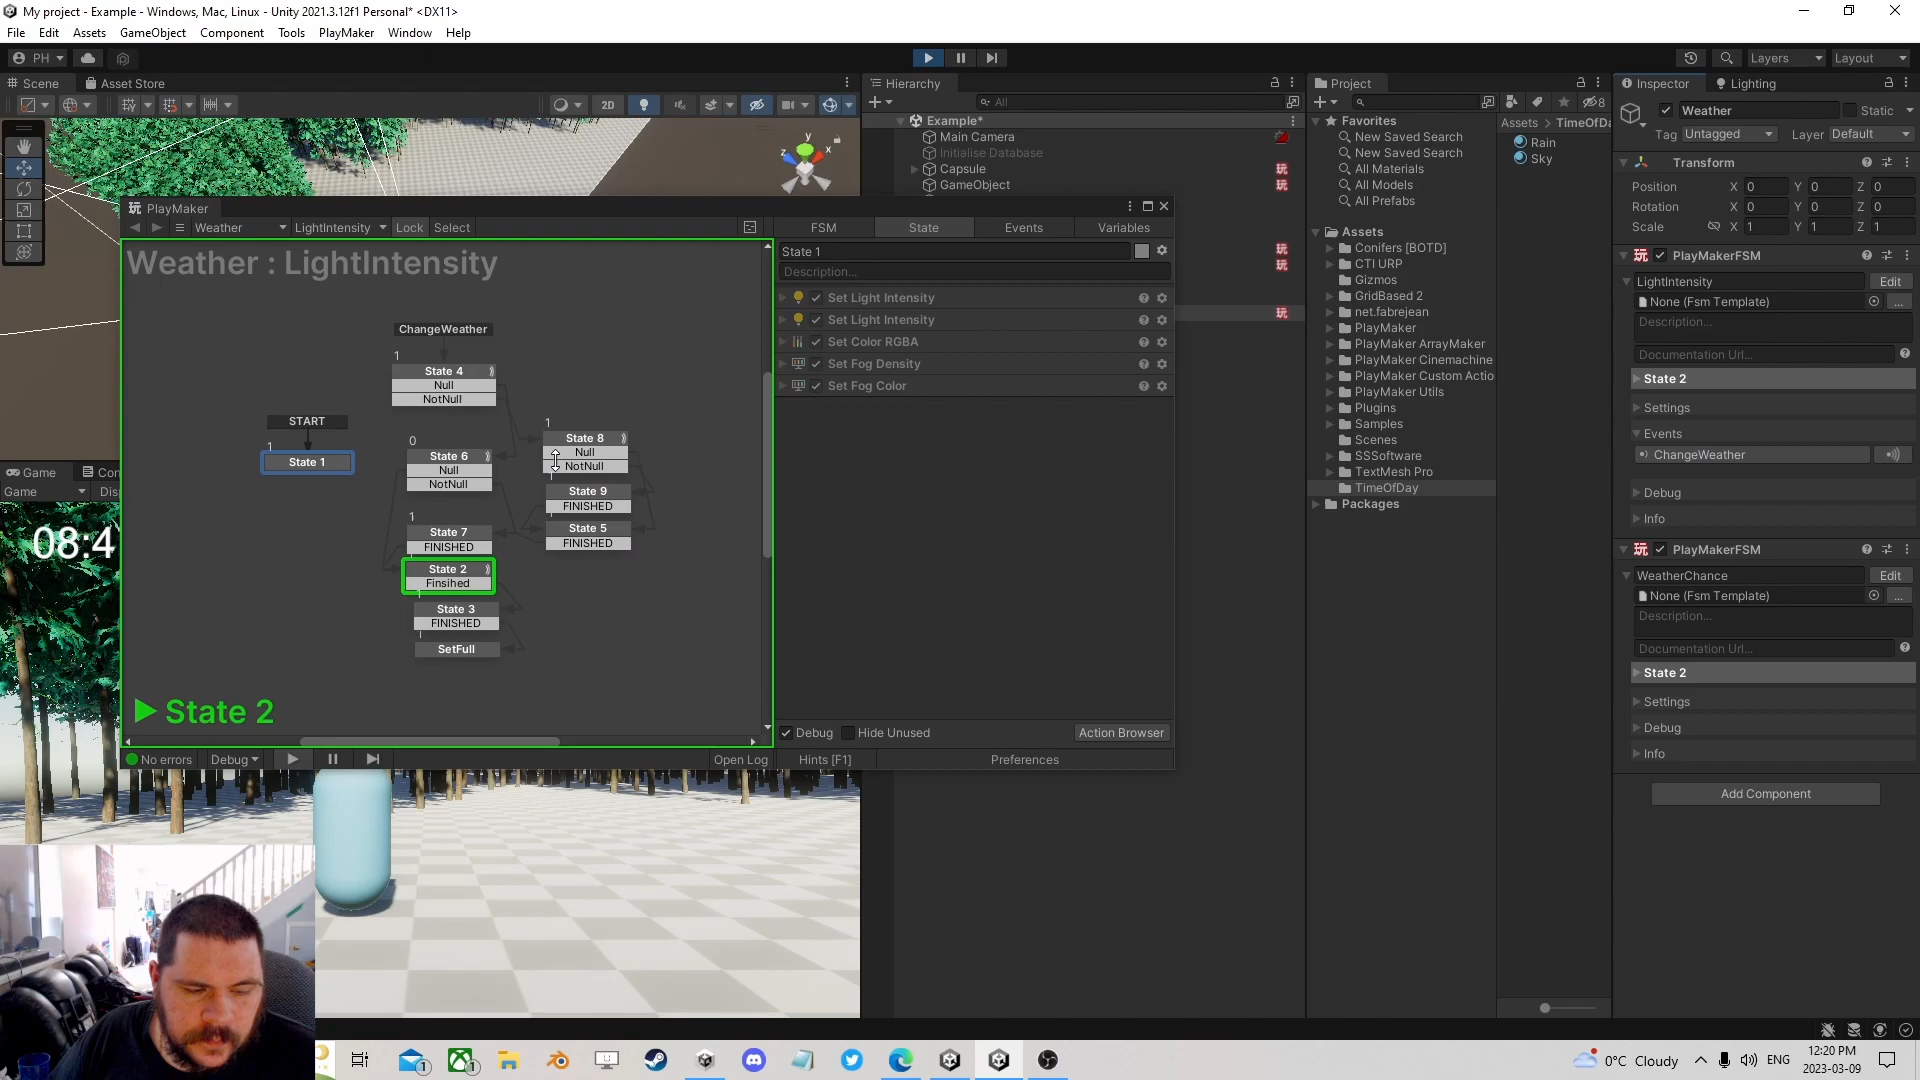 My project - Example - Windows, Mac, Linux - Unity 2021.3.12f1 Personal* <DX11>
File Edit Assets GameObject Component Tools PlayMaker Window Help
PH
Layers
Layout
Scene Asset Store
2D
y
x
z
Hierarchy
All
Example*
Main Camera
Initialise Database
Capsule
GameObject
PlayMaker
Weather LightIntensity Lock Select
Weather : LightIntensity
ChangeWeather
1
State 4
Null
NotNull
START
1
State 1
0
State 6
Null
NotNull
1
State 8
Null
NotNull
State 9
FINISHED
State 5
FINISHED
1
State 7
FINISHED
State 2
Finsihed
State 3
FINISHED
SetFull
State 2
No errors Debug Open Log
FSM State Events Variables
State 1
Description...
Set Light Intensity
Set Light Intensity
Set Color RGBA
Set Fog Density
Set Fog Color
Debug Hide Unused Action Browser
Hints [F1] Preferences
Game Con
Game Disp
08:4
Project
8
Favorites
New Saved Search
New Saved Search
All Materials
All Models
All Prefabs
Assets
Conifers [BOTD]
CTI URP
Gizmos
GridBased 2
net.fabrejean
PlayMaker
PlayMaker ArrayMaker
PlayMaker Cinemachine
PlayMaker Custom Actio
PlayMaker Utils
Plugins
Samples
Scenes
SSSoftware
TextMesh Pro
TimeOfDay
Packages
Assets > TimeOfDa
Rain
Sky
Inspector Lighting
Weather Static
Tag Untagged Layer Default
Transform
Position X 0 Y 0 Z 0
Rotation X 0 Y 0 Z 0
Scale X 1 Y 1 Z 1
PlayMakerFSM
LightIntensity Edit
None (Fsm Template) ...
Description...
Documentation Url...
State 2
Settings
Events
ChangeWeather
Debug
Info
PlayMakerFSM
WeatherChance Edit
None (Fsm Template) ...
Description...
Documentation Url...
State 2
Settings
Debug
Info
Add Component
1
1
0°C Cloudy
ENG
12:20 PM
2023-03-09